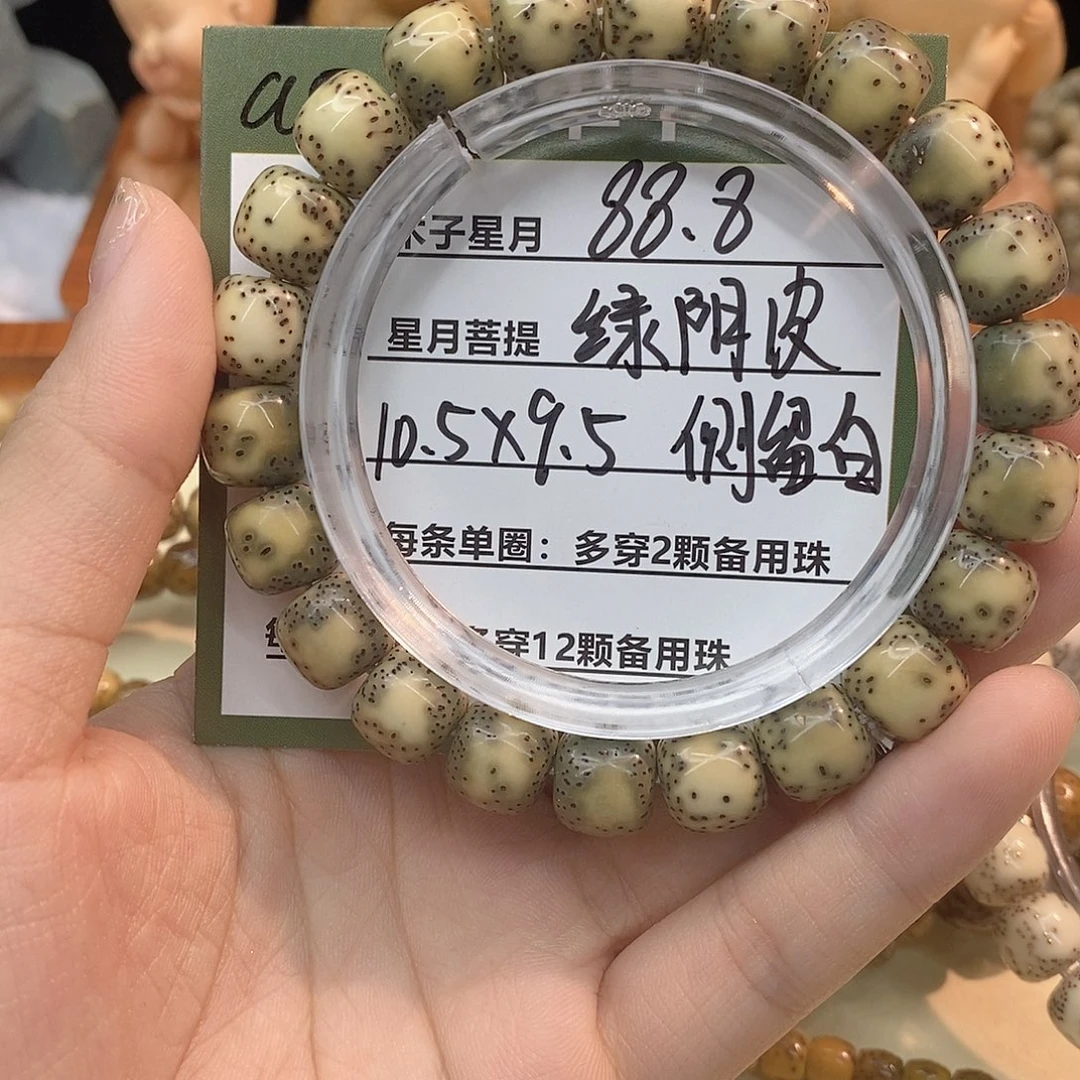 子星月 88.8
星月菩提 绿阴皮
10.5X9.5 侧留白
每条单圈：多穿2颗备用珠
多穿12颗备用珠